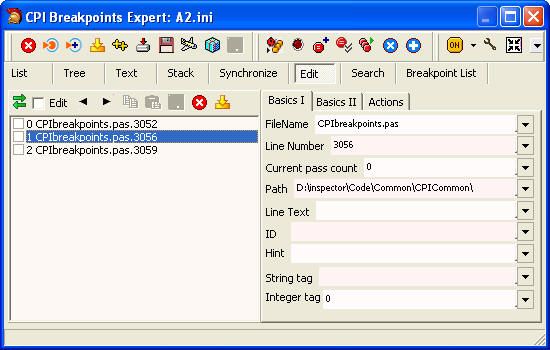 CPI Breakpoints Expert: A2.ini
ON
List Tree Text Stack Synchronize Edit Search Breakpoint List
Edit
0 CPIbreakpoints.pas.3052
1 CPIbreakpoints.pas.3056
2 CPIbreakpoints.pas.3059
Basics I Basics II Actions
FileName CPIbreakpoints.pas
Line Number 3056
Current pass count 0
Path D:\inspector\Code\Common\CPICommon\
Line Text
ID
Hint
String tag
Integer tag 0